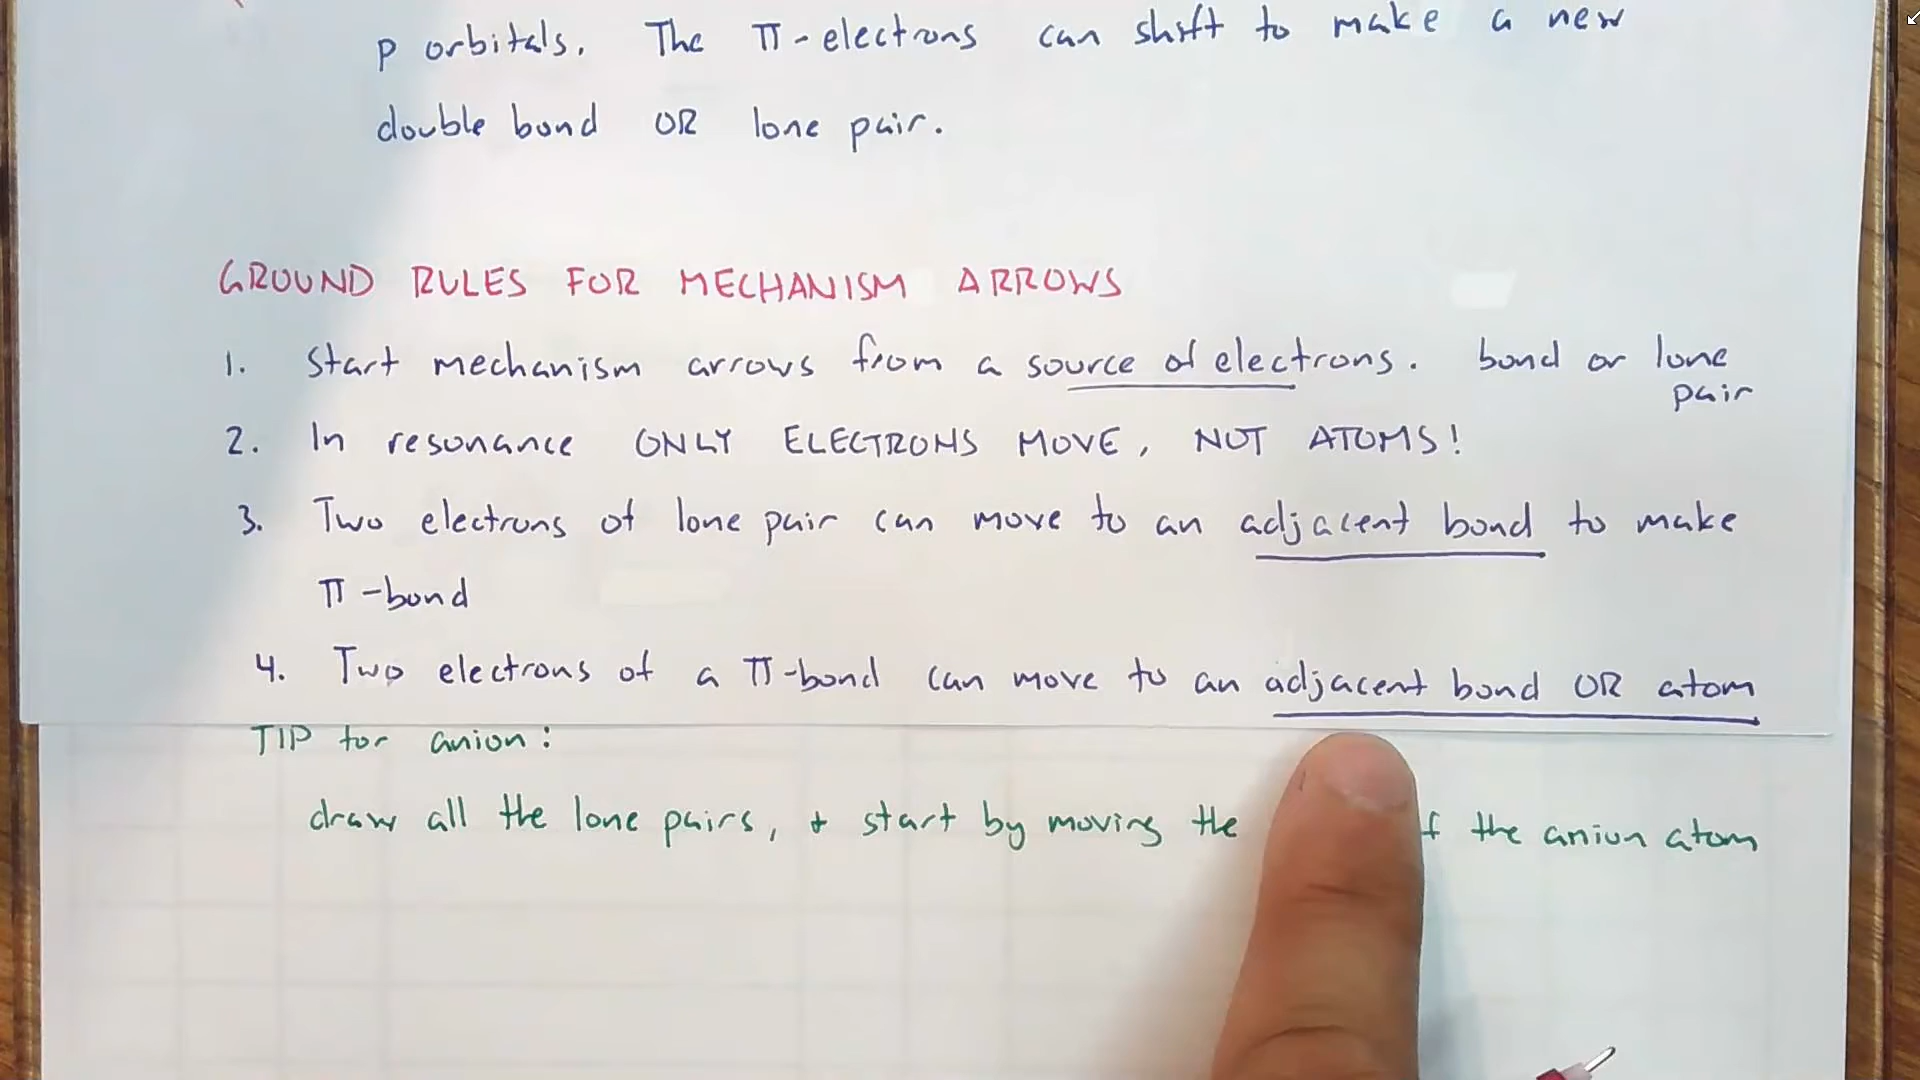 p orbitals. The π-electrons can shift to make a new
double bond OR lone pair.
GROUND RULES FOR MECHANISM ARROWS
1. Start mechanism arrows from a source of electrons. bond or lone
pair
2. In resonance ONLY ELECTRONS MOVE, NOT ATOMS!
3. Two electrons of lone pair can move to an adjacent bond to make
π-bond
4. Two electrons of a π-bond can move to an adjacent bond OR atom
TIP for anion:
draw all the lone pairs, + start by moving the the anion atom